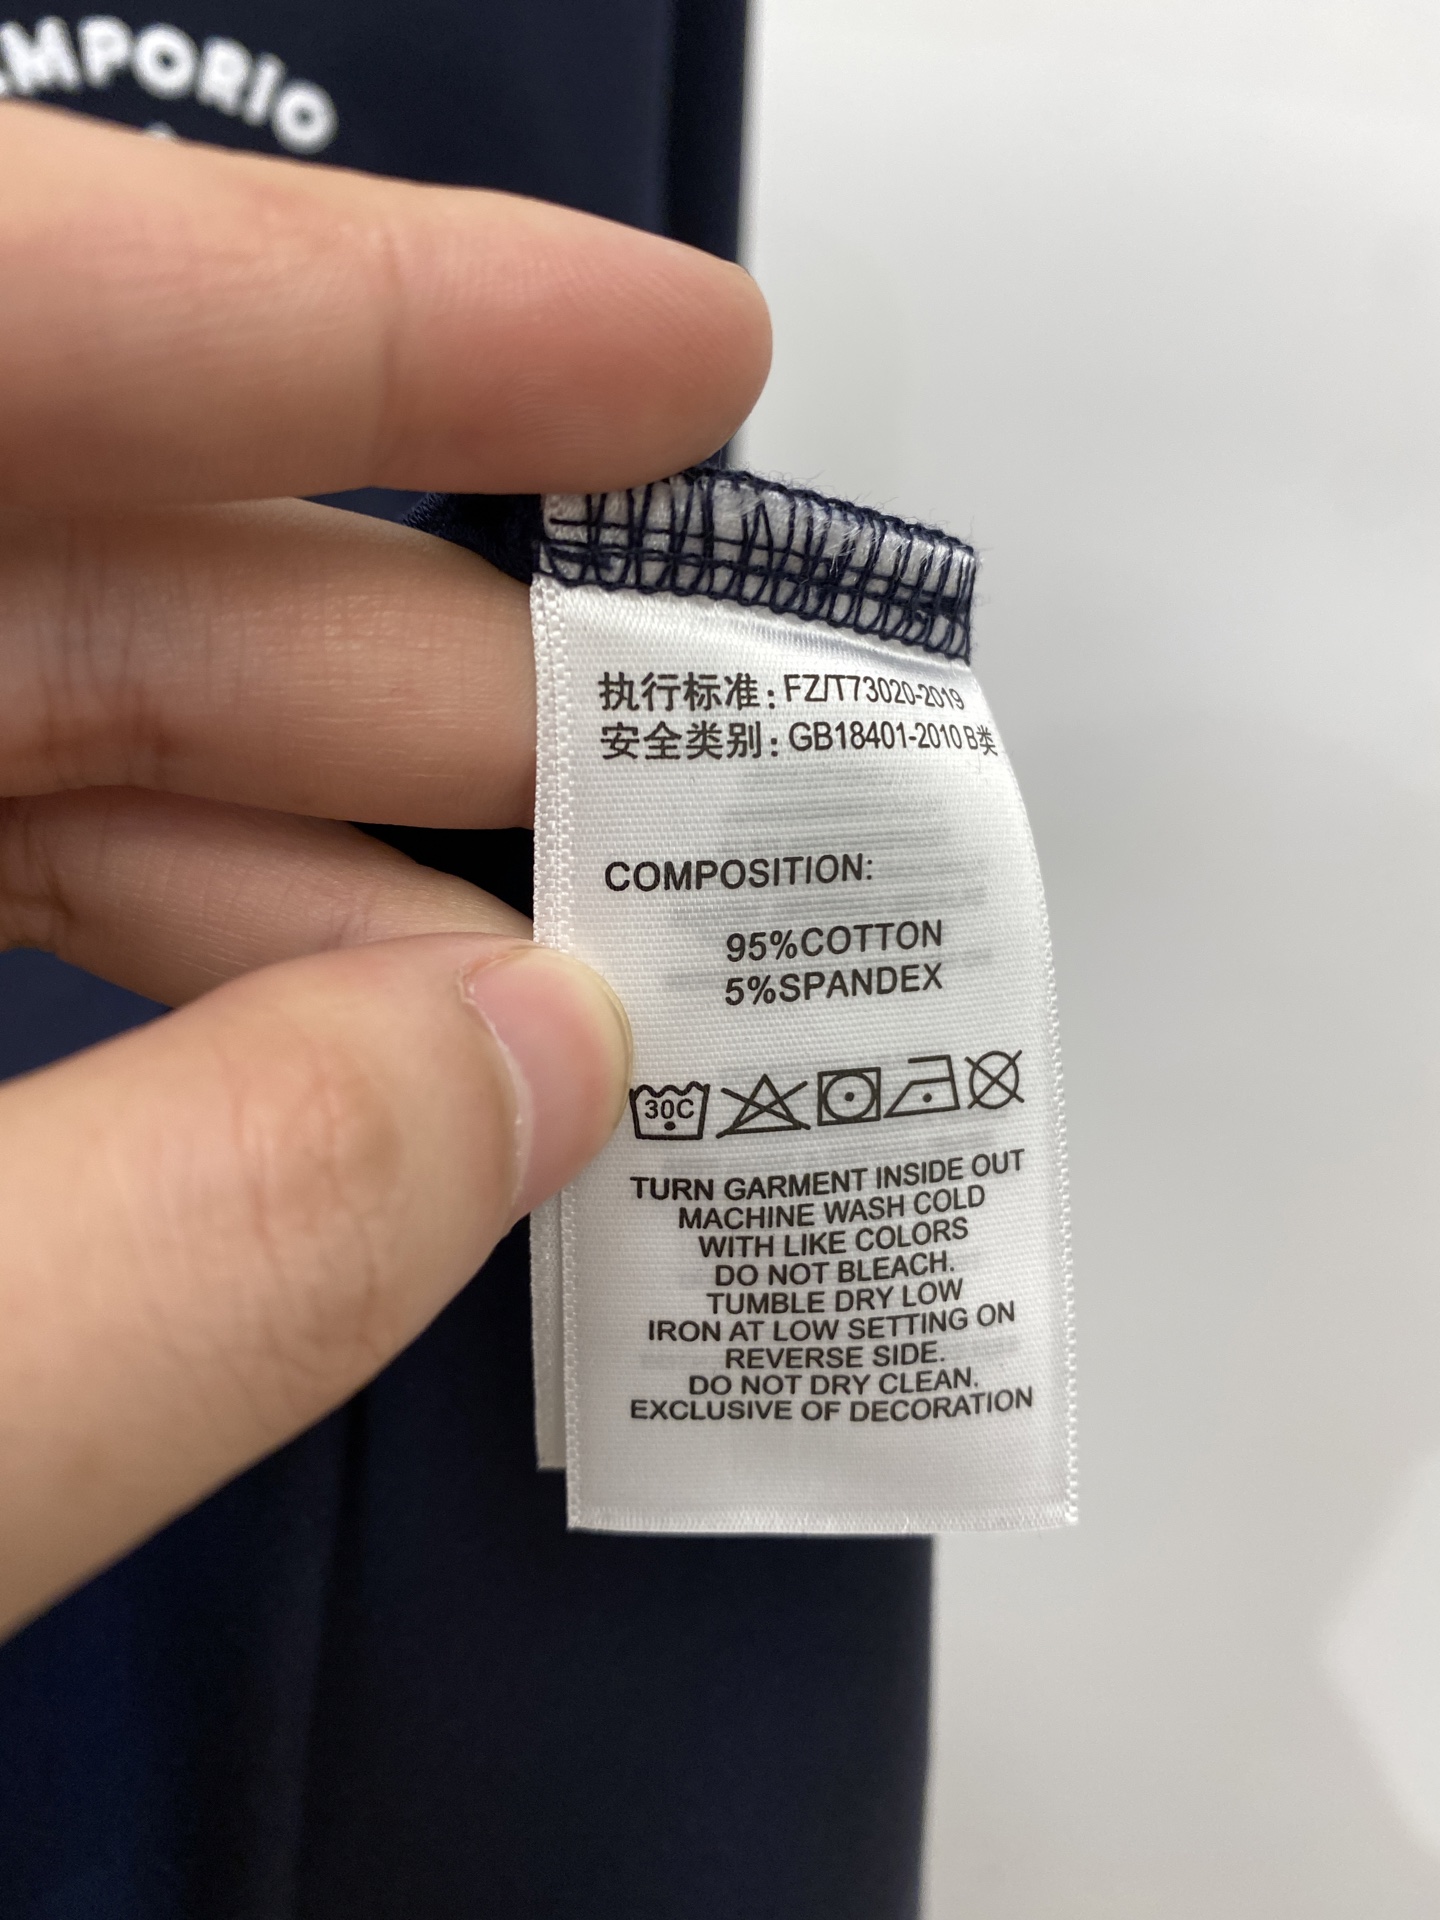 EMPORIO
执行标准：FZ/T73020-2019
安全类别：GB18401-2010 B类
COMPOSITION:
95%COTTON
5%SPANDEX
30C
TURN GARMENT INSIDE OUT
MACHINE WASH COLD
WITH LIKE COLORS
DO NOT BLEACH.
TUMBLE DRY LOW
IRON AT LOW SETTING ON
REVERSE SIDE.
DO NOT DRY CLEAN.
EXCLUSIVE OF DECORATION